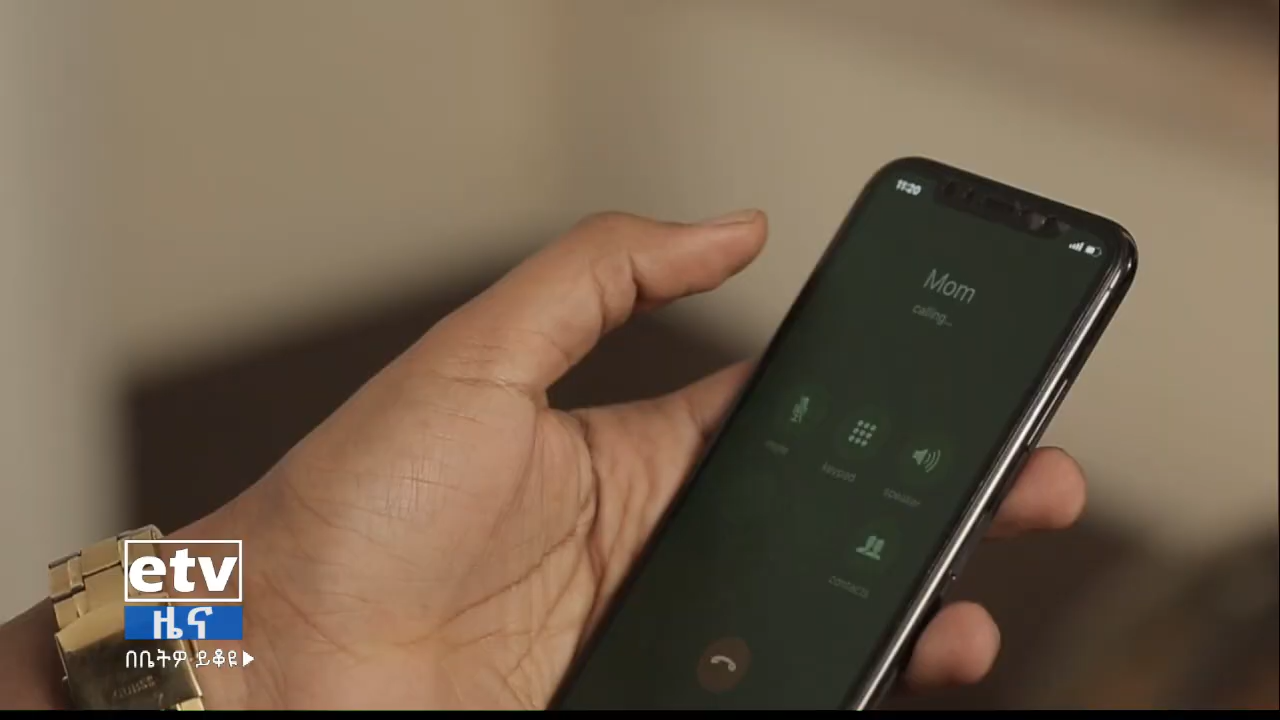 11:20
Mom
calling...
mute
keypad
speaker
contacts
etv
ዜና
በቤትዎ ይቆዩ